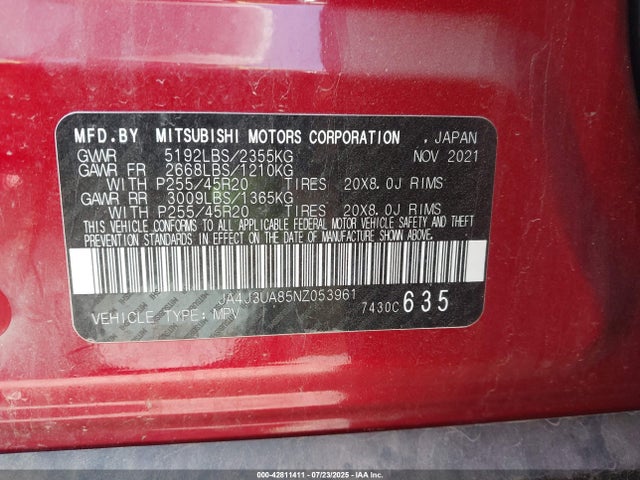 MFD.BY MITSUBISHI MOTORS CORPORATION , JAPAN
GVWR 5192LBS/2355KG NOV 2021
GAWR FR 2668LBS/1210KG
WITH P255/45R20 TIRES 20X8.0J RIMS
GAWR RR 3009LBS/1365KG
WITH P255/45R20 TIRES 20X8.0J RIMS
THIS VEHICLE CONFORMS TO ALL APPLICABLE FEDERAL MOTOR VEHICLE SAFETY AND THEFT
PREVENTION STANDARDS IN EFFECT ON THE DATE OF MANUFACTURE SHOWN ABOVE.
JA4J3UA85NZ053961
VEHICLE TYPE: MPV 7430C 635
000-42811411 | 07/23/2025 | IAA Inc.